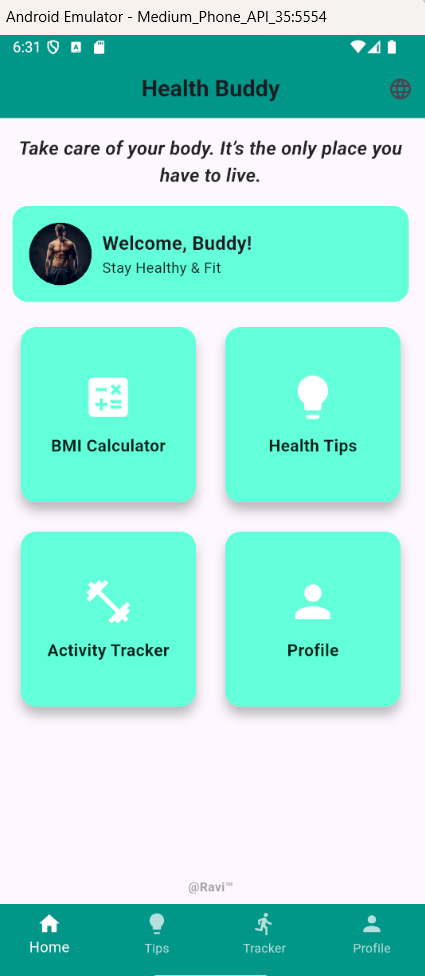 Android Emulator - Medium_Phone_API_35:5554
6:31
A
Health Buddy
Take care of your body. It’s the only place you
have to live.
Welcome, Buddy!
Stay Healthy & Fit
BMI Calculator
Health Tips
Activity Tracker
Profile
@Ravi™
Home
Tips
Tracker
Profile